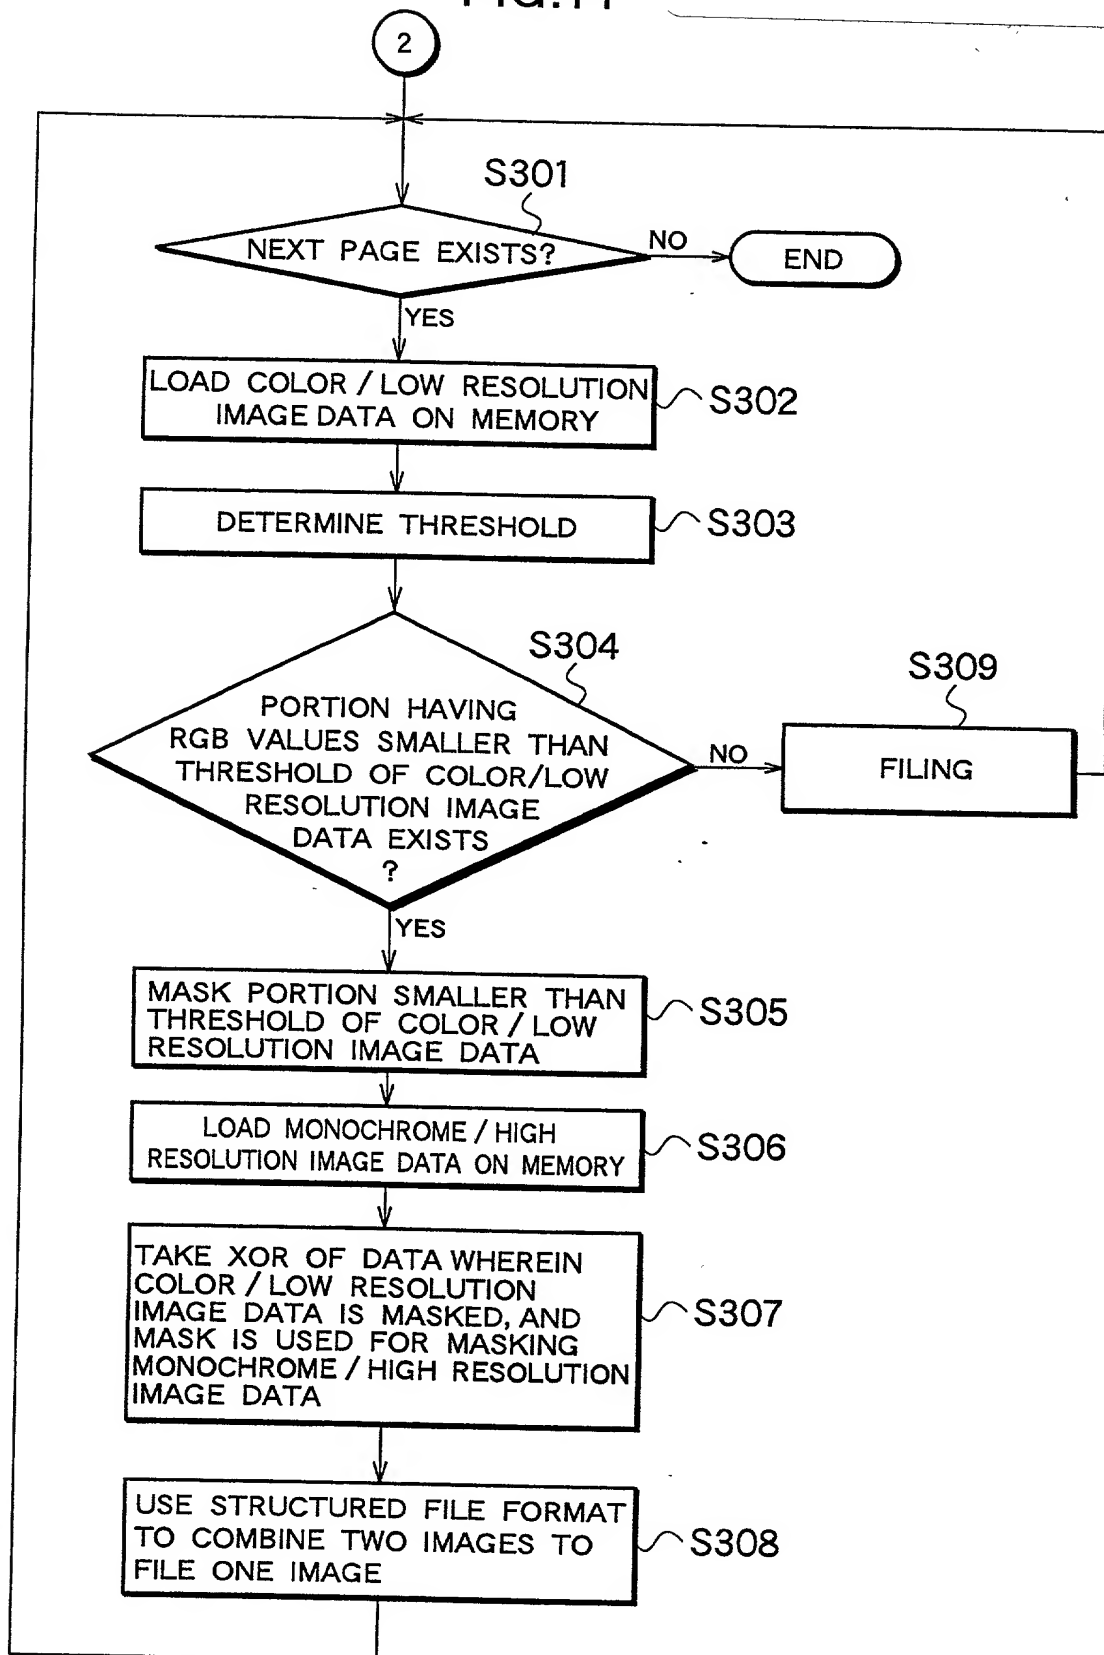 FIG.11
2
S301
NEXT PAGE EXISTS?
NO
END
YES
LOAD COLOR / LOW RESOLUTION
IMAGE DATA ON MEMORY
S302
DETERMINE THRESHOLD
S303
S304
PORTION HAVING
RGB VALUES SMALLER THAN
THRESHOLD OF COLOR/LOW
RESOLUTION IMAGE
DATA EXISTS
?
NO
S309
FILING
YES
MASK PORTION SMALLER THAN
THRESHOLD OF COLOR / LOW
RESOLUTION IMAGE DATA
S305
LOAD MONOCHROME / HIGH
RESOLUTION IMAGE DATA ON MEMORY
S306
TAKE XOR OF DATA WHEREIN
COLOR / LOW RESOLUTION
IMAGE DATA IS MASKED, AND
MASK IS USED FOR MASKING
MONOCHROME / HIGH RESOLUTION
IMAGE DATA
S307
USE STRUCTURED FILE FORMAT
TO COMBINE TWO IMAGES TO
FILE ONE IMAGE
S308